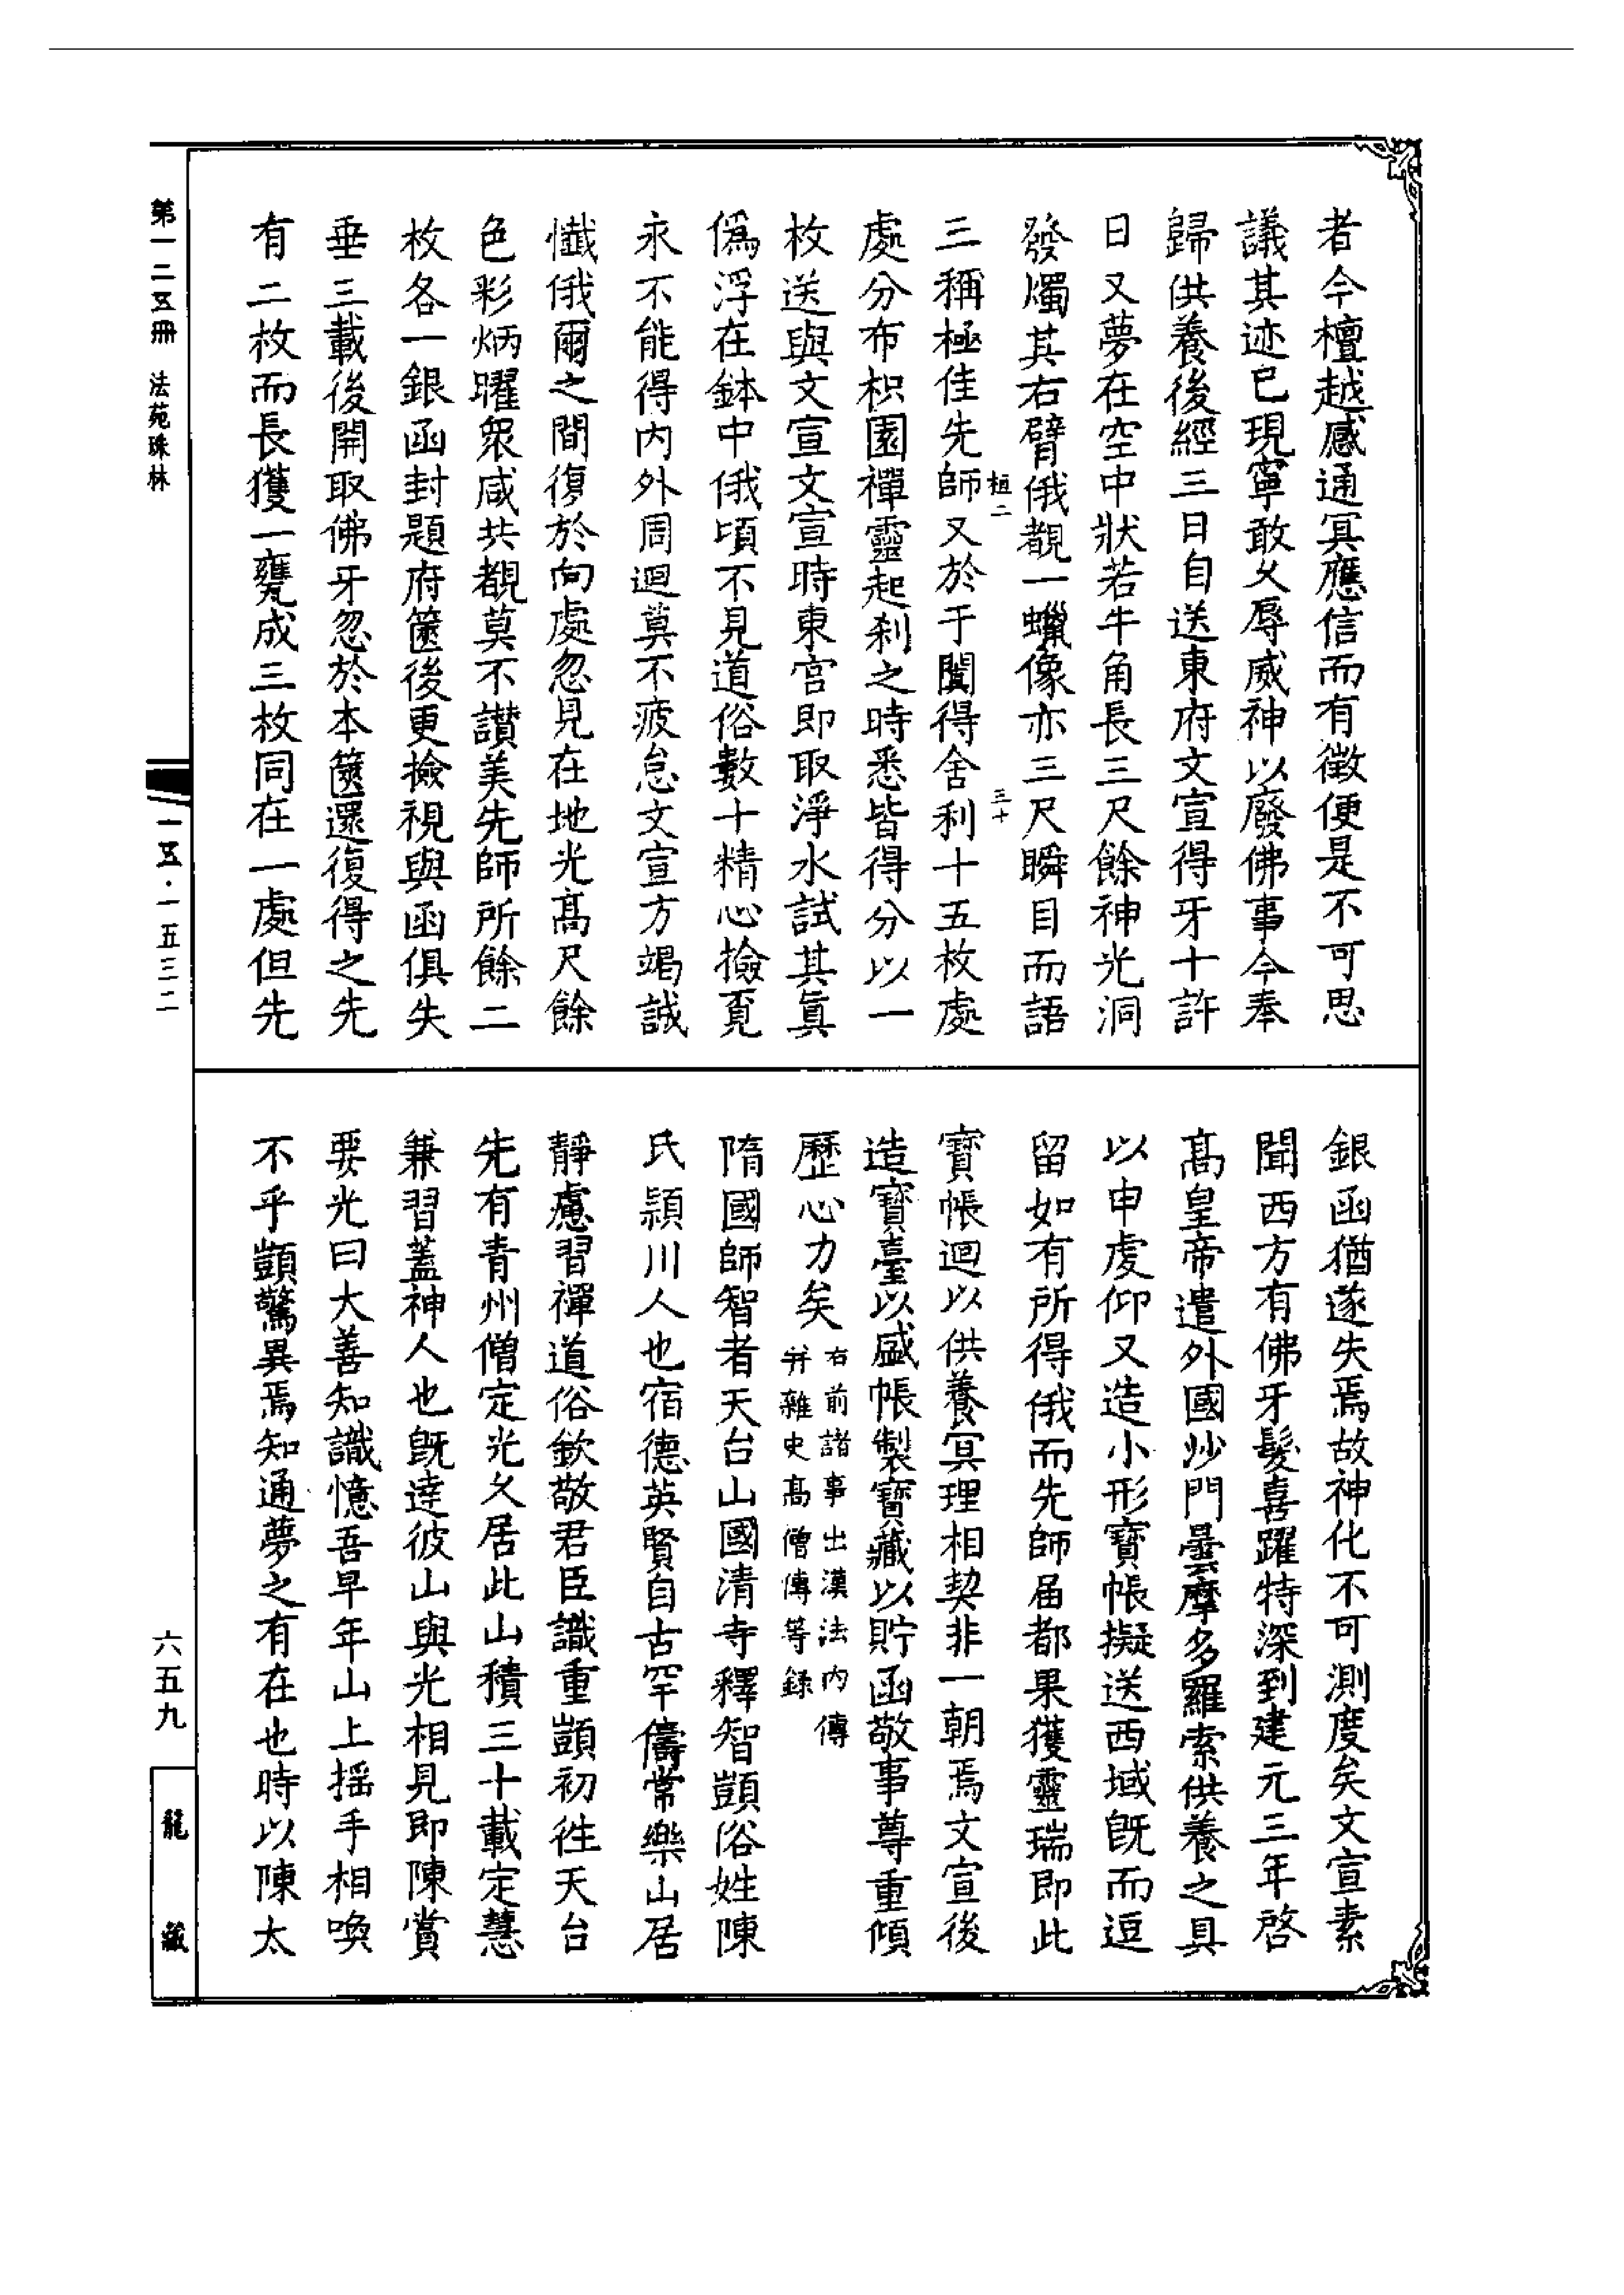 者今檀越感通冥應信而有徵便是不可思
議其迹已現寧敢久辱威神以廢佛事今奉
歸供養後經三日自送東府文宣得牙十許
日又夢在空中狀若牛角長三尺餘神光洞
發燭其右臂俄覩一蠟像亦三尺瞬目而語
桓二
三十
三稱極佳先師又於于闐得舍利十五枚處
處分布枳園禪靈起剎之時悉皆得分以一
枚送與文宣文宣時東宮即取淨水試其眞
偽浮在鉢中俄頃不見道俗數十精心撿覓
永不能得内外周迴莫不疲怠文宣方竭誠
懺俄爾之間復於向處忽見在地光髙尺餘
色彩炳曜衆咸共覩莫不讚美先師所餘二
枚各一銀函封題府篋後更撿視與函俱失
垂三載後開取佛牙忽於本篋還復得之先
有二枚而長獲一甕成三枚同在一處但先
銀函猶遂失焉故神化不可測度矣文宣素
聞西方有佛牙髮喜躍特深到建元三年啓
髙皇帝遣外國沙門曇摩多羅索供養之具
以申虔仰又造小形寶帳擬送西域旣而逗
留如有所得俄而先師届都果獲靈瑞即此
寶帳迴以供養冥理相契非一朝焉文宣後
造寶臺以盛帳製寶藏以貯函敬事尊重傾
歷心力矣右前諸事出漢法内傳
并雜史髙僧傳等錄
隋國師智者天台山國清寺釋智顗俗姓陳
氏潁川人也宿德英賢自古罕儔常樂山居
靜慮習禪道俗欽敬君臣識重顗初徃天台
先有青州僧定光久居此山積三十載定慧
兼習蓋神人也旣達彼山與光相見即陳賞
要光曰大善知識憶吾早年山上搖手相喚
不乎顗驚異焉知通夢之有在也時以陳太
第一二五冊 法苑珠林
一五·一五三二
六五九
龍藏